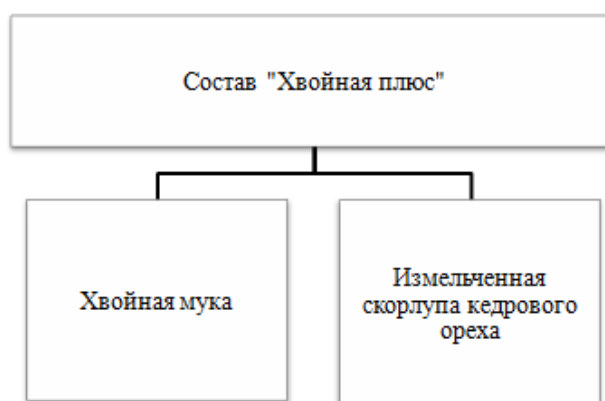 Состав "Хвойная плюс"
Хвойная мука
Измельченная
скорлупа кедрового
ореха